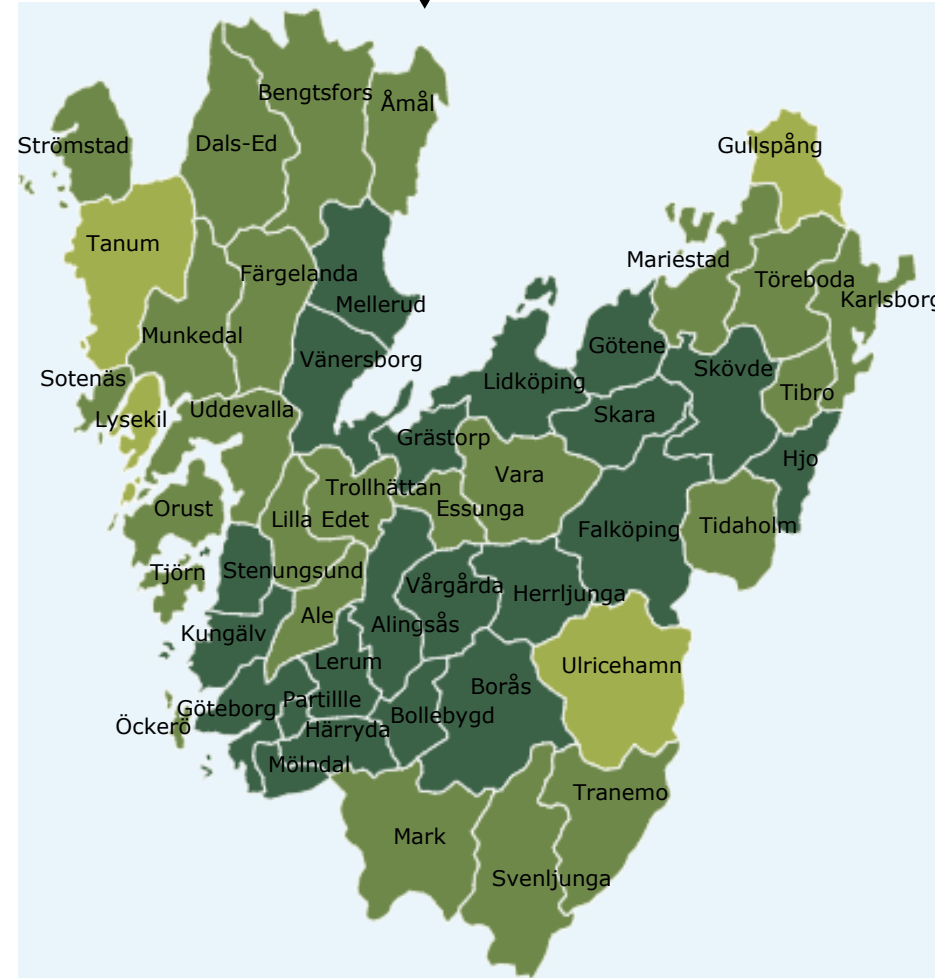 Bengtsfors
Åmål
Strömstad
Dals-Ed
Gullspång
Tanum
Mariestad
Färgelanda
Töreboda
Karlsborg
Mellerud
Munkedal
Götene
Vänersborg
Skövde
Sotenäs
Lidköping
Tibro
Lysekil
Uddevalla
Skara
Grästorp
Hjo
Vara
Trollhättan
Orust
Essunga
Lilla Edet
Falköping
Tidaholm
Tjörn
Stenungsund
Vårgårda
Herrljunga
Ale
Alingsås
Kungälv
Lerum
Ulricehamn
Borås
Partillle
Göteborg
Bollebygd
Öckerö
Härryda
Mölndal
Tranemo
Mark
Svenljunga